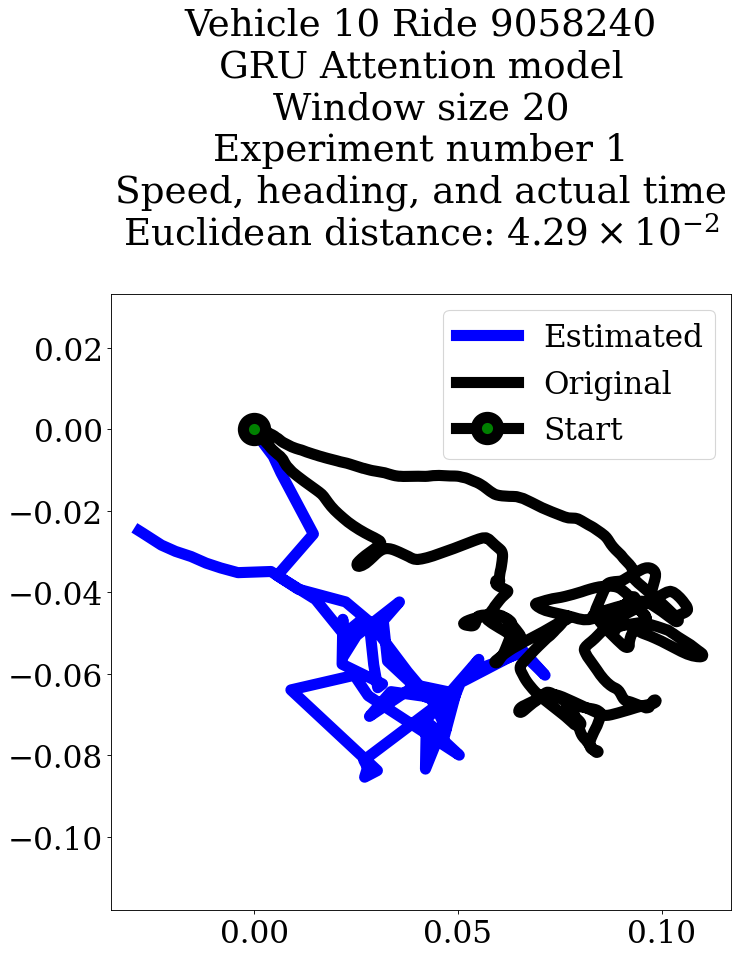 Vehicle 10 Ride 9058240
GRU Attention model
Window size 20
Experiment number 1
Speed, heading, and actual time
Euclidean distance: 4.29 × 10⁻²
Estimated
Original
Start
0.02
0.00
−0.02
−0.04
−0.06
−0.08
−0.10
0.00 0.05 0.10